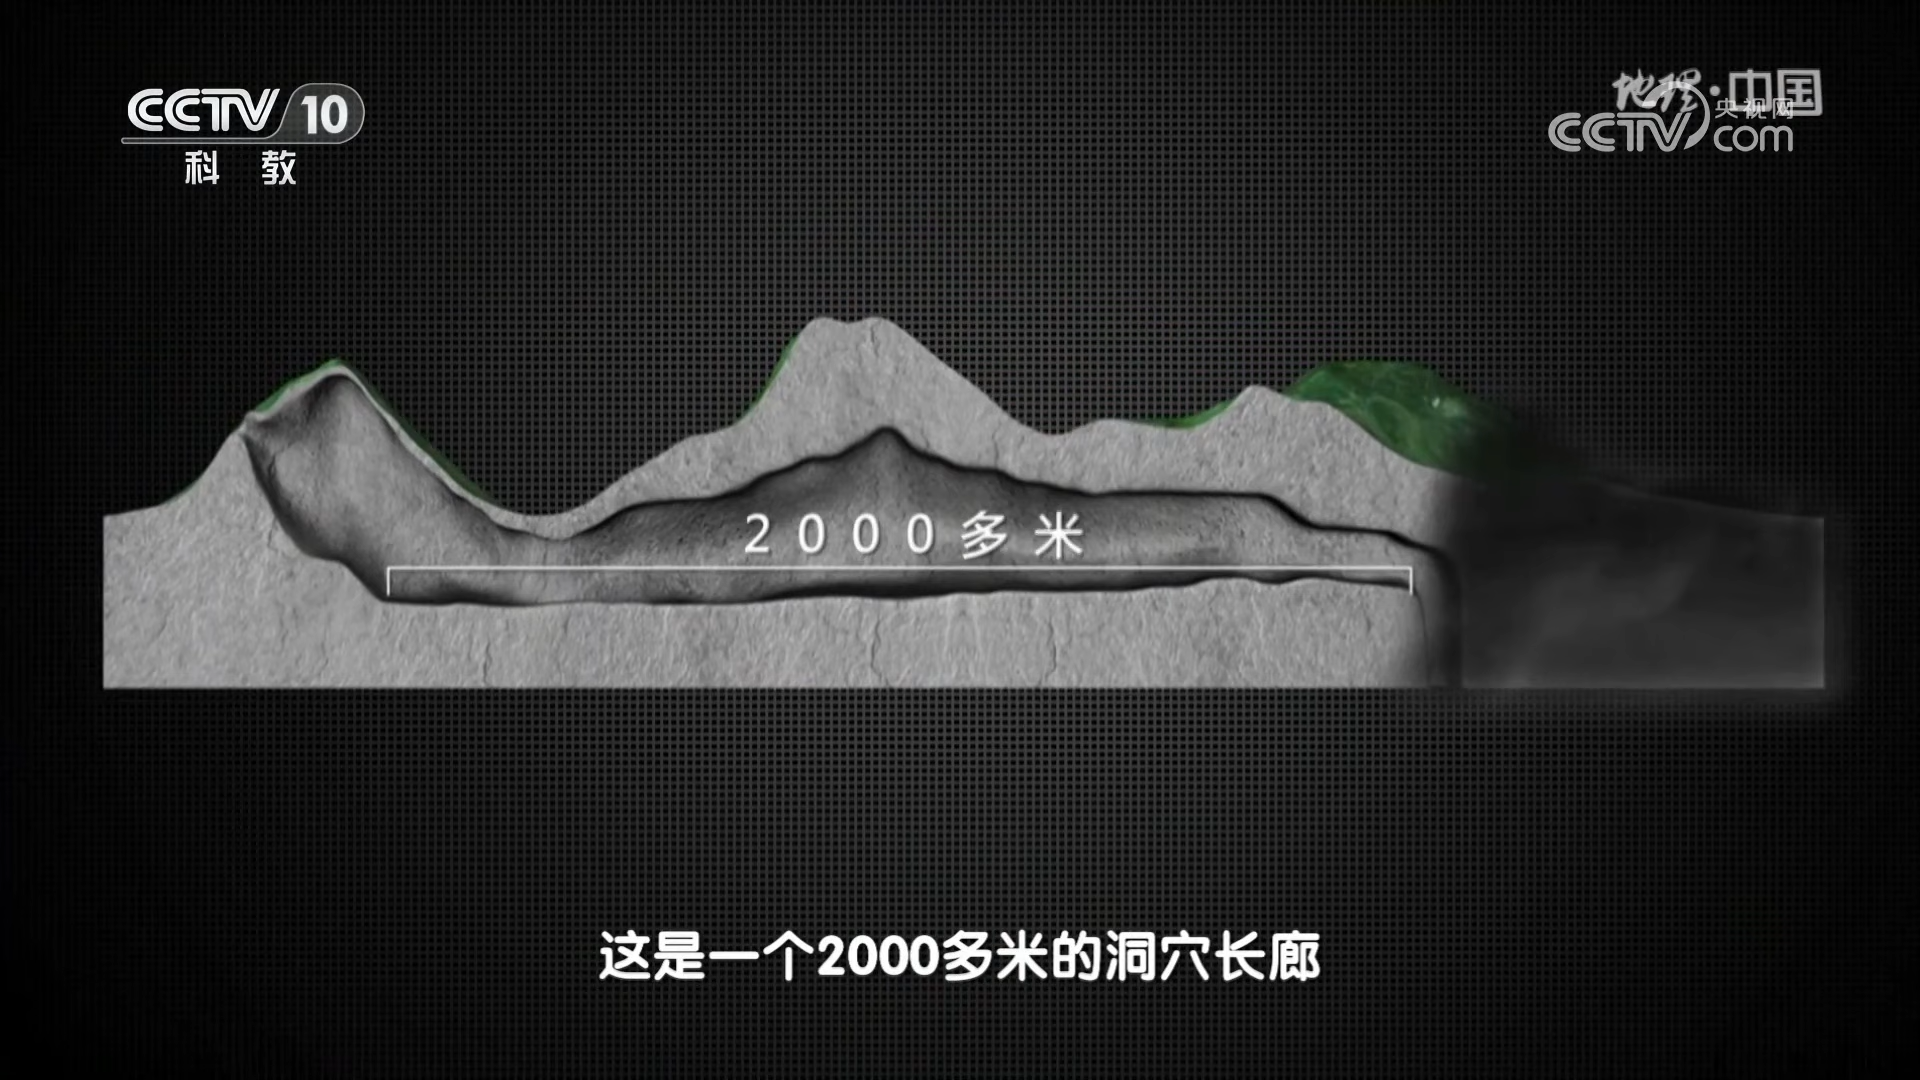 CCTV 10
科 教
地理·中国
央视网
CCTV.com
2000多米
这是一个2000多米的洞穴长廊